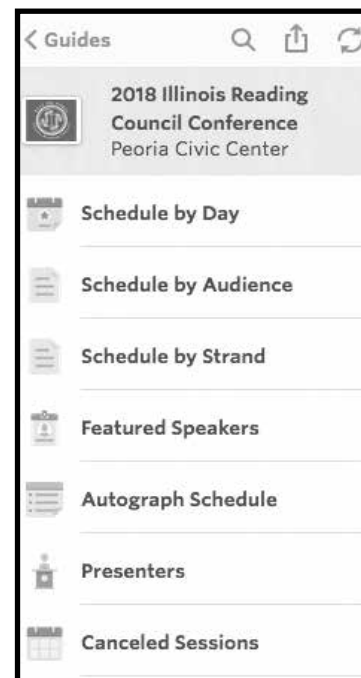 < Guides
2018 Illinois Reading
Council Conference
Peoria Civic Center
Schedule by Day
Schedule by Audience
Schedule by Strand
Featured Speakers
Autograph Schedule
Presenters
Canceled Sessions